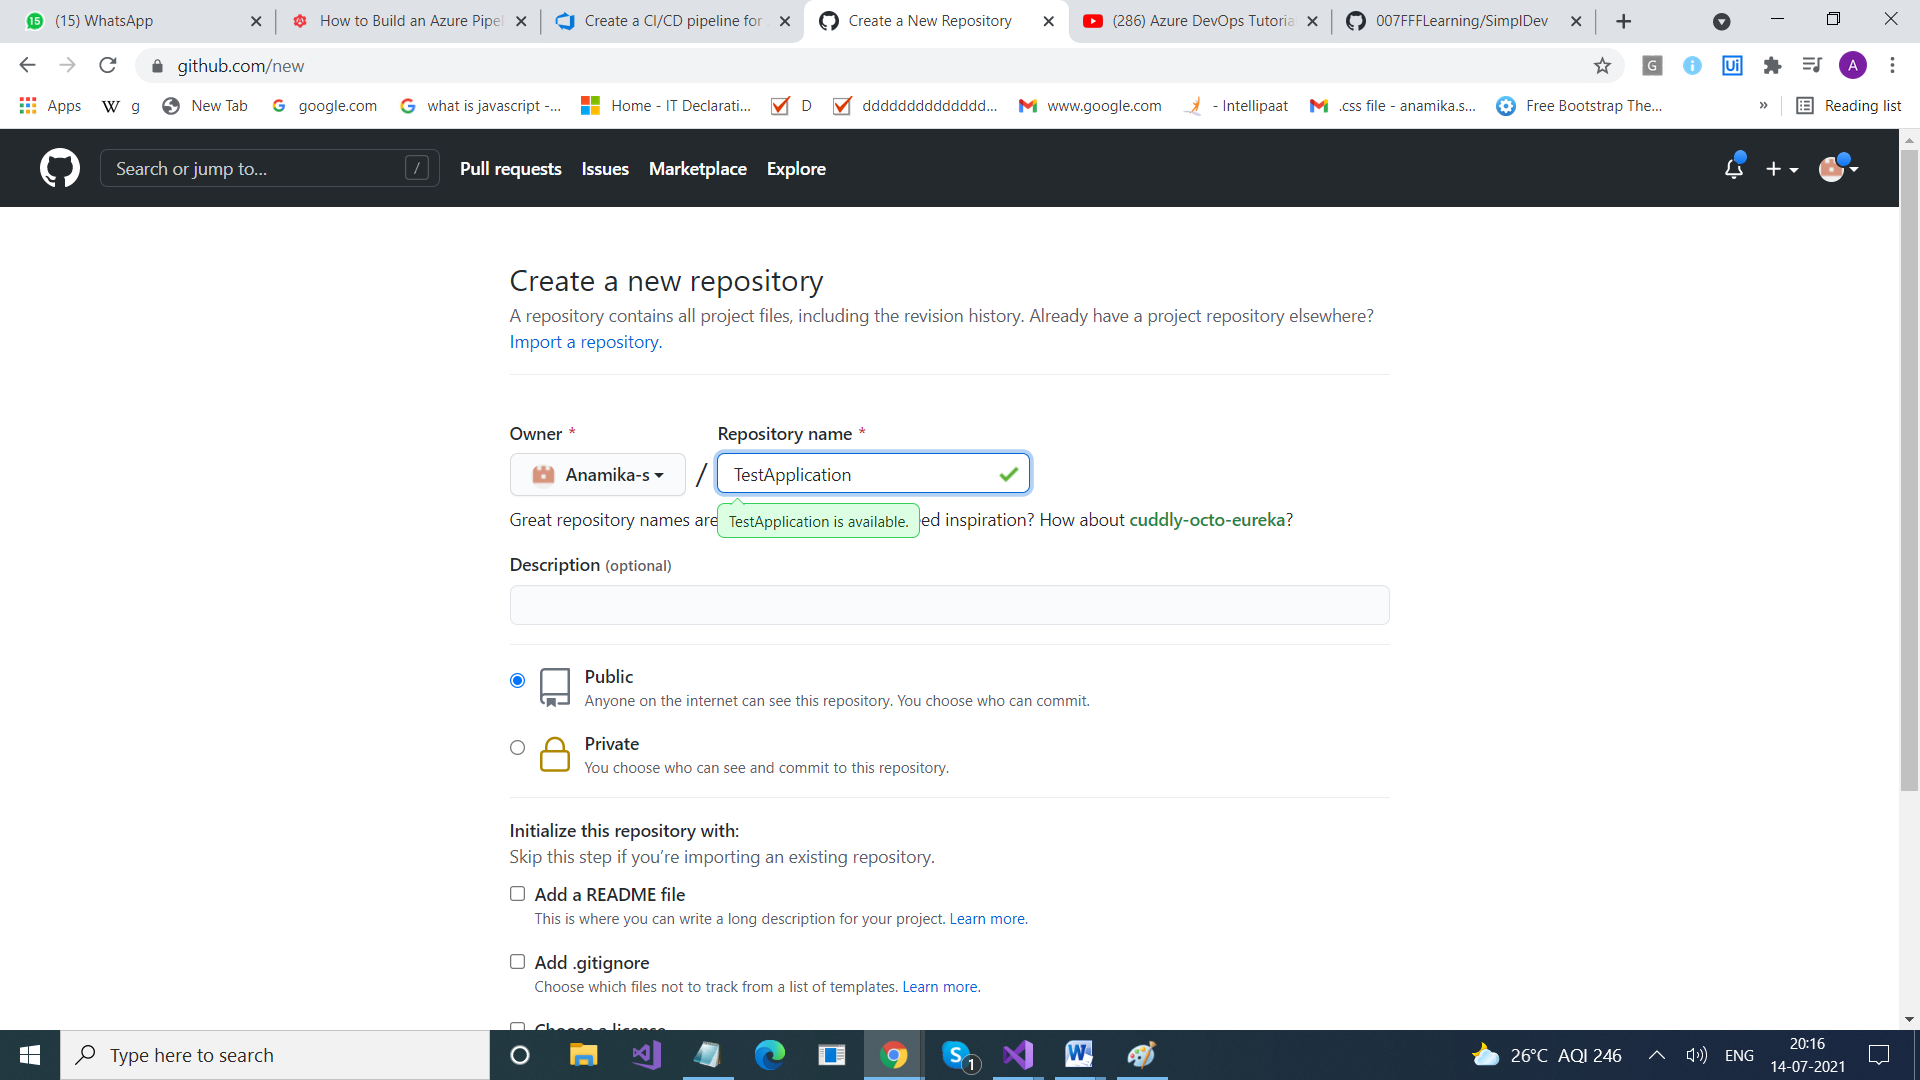 15 (15) WhatsApp
How to Build an Azure Pipel
Create a CI/CD pipeline for
Create a New Repository
(286) Azure DevOps Tutoria
007FFFLearning/SimplDev
github.com/new
G
Ui
A
Apps
W g
New Tab
G google.com
G what is javascript -...
Home - IT Declarati...
D
dddddddddddddd...
www.google.com
- Intellipaat
.css file - anamika.s...
Free Bootstrap The...
»
Reading list
Search or jump to... /
Pull requests Issues Marketplace Explore
Create a new repository
A repository contains all project files, including the revision history. Already have a project repository elsewhere?
Import a repository.
Owner * Repository name *
Anamika-s / TestApplication
Great repository names are TestApplication is available. ed inspiration? How about cuddly-octo-eureka?
Description (optional)
Public
Anyone on the internet can see this repository. You choose who can commit.
Private
You choose who can see and commit to this repository.
Initialize this repository with:
Skip this step if you’re importing an existing repository.
Add a README file
This is where you can write a long description for your project. Learn more.
Add .gitignore
Choose which files not to track from a list of templates. Learn more.
Choose a license
Type here to search
S 1
W
26°C AQI 246
ENG
20:16
14-07-2021